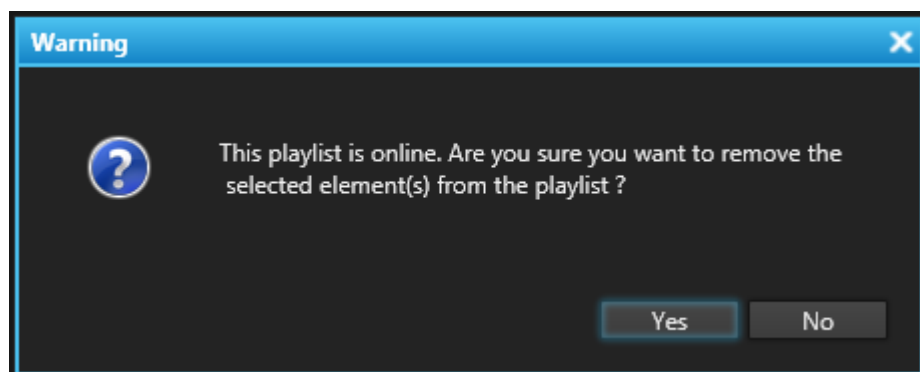 Warning
This playlist is online. Are you sure you want to remove the
selected element(s) from the playlist ?
Yes
No